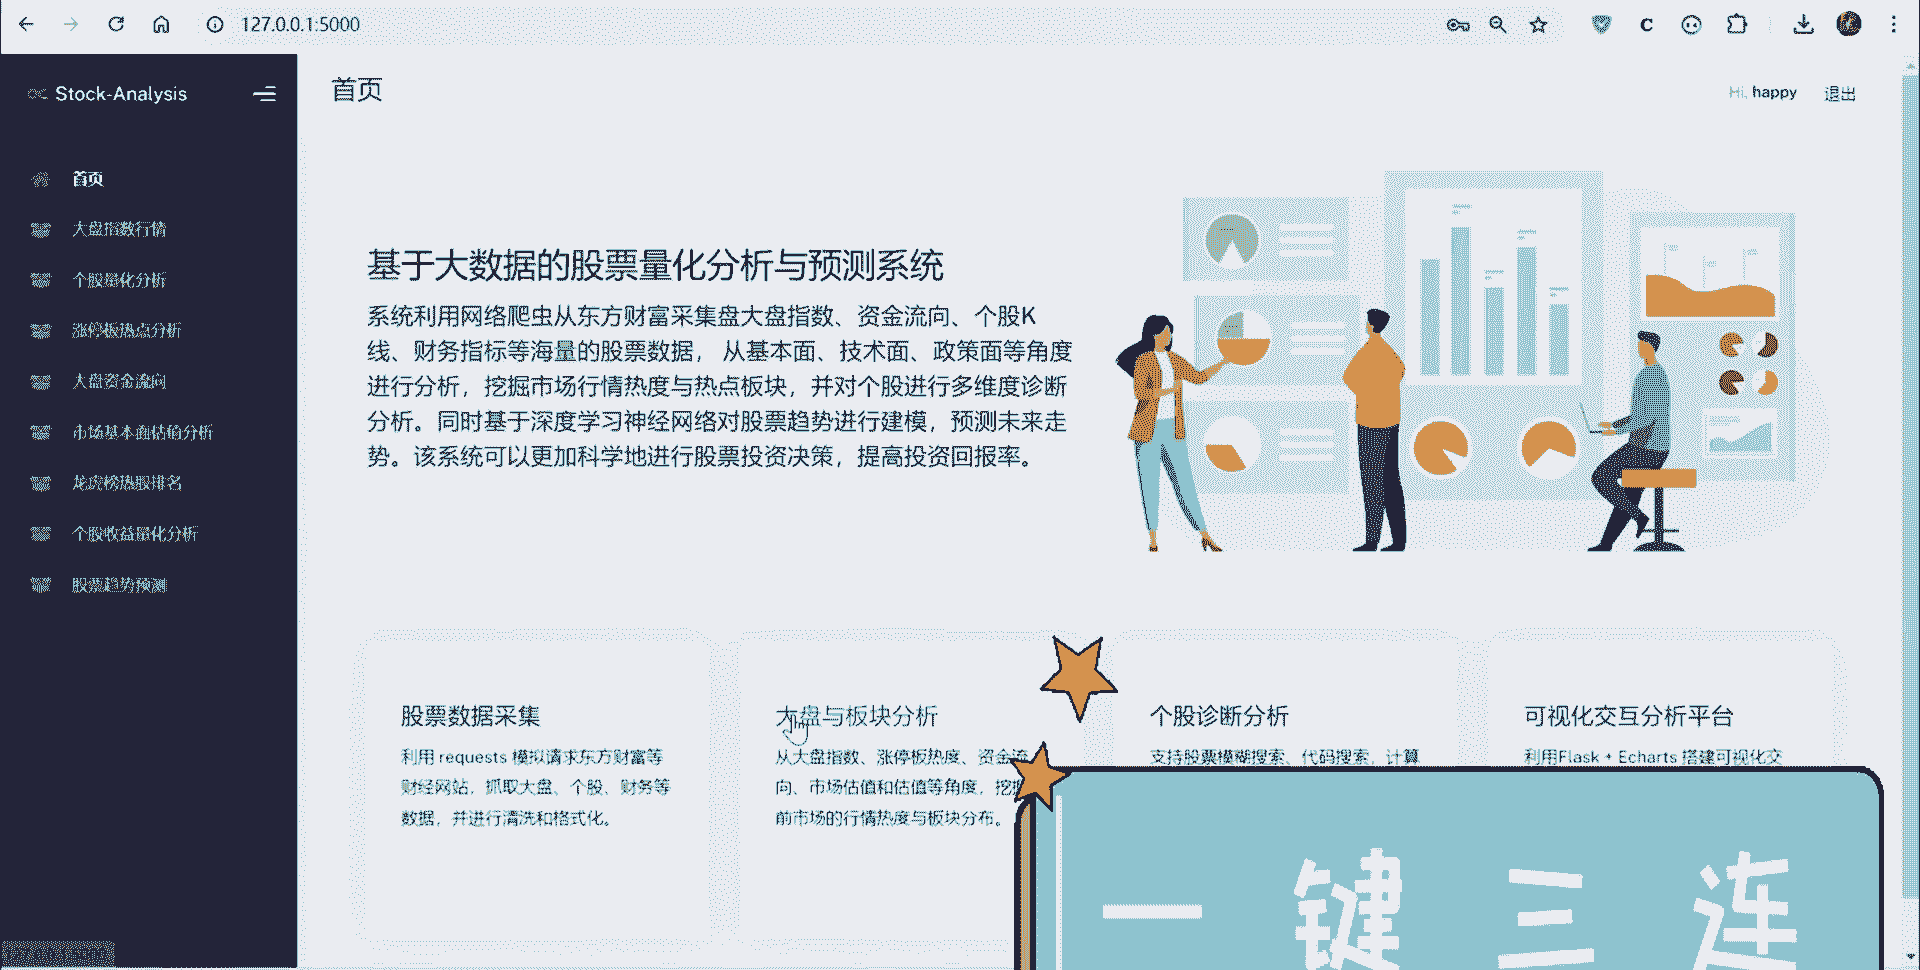 127.0.0.1:5000
Stock-Analysis
首页
Hi, happy
退出
首页
大盘指数行情
个股量化分析
涨停板热点分析
大盘资金流向
市场基本面估值分析
龙虎榜热股排名
个股收益量化分析
股票趋势预测
基于大数据的股票量化分析与预测系统
系统利用网络爬虫从东方财富采集盘大盘指数、资金流向、个股K
线、财务指标等海量的股票数据， 从基本面、技术面、政策面等角度
进行分析，挖掘市场行情热度与热点板块，并对个股进行多维度诊断
分析。同时基于深度学习神经网络对股票趋势进行建模，预测未来走
势。该系统可以更加科学地进行股票投资决策，提高投资回报率。
股票数据采集
利用 requests 模拟请求东方财富等
财经网站，抓取大盘、个股、财务等
数据，并进行清洗和格式化。
大盘与板块分析
从大盘指数、涨停板热度、资金流
向、市场估值和估值等角度，挖掘
前市场的行情热度与板块分布。
个股诊断分析
支持股票模糊搜索、代码搜索，计算
可视化交互分析平台
利用Flask + Echarts 搭建可视化交
一键三连